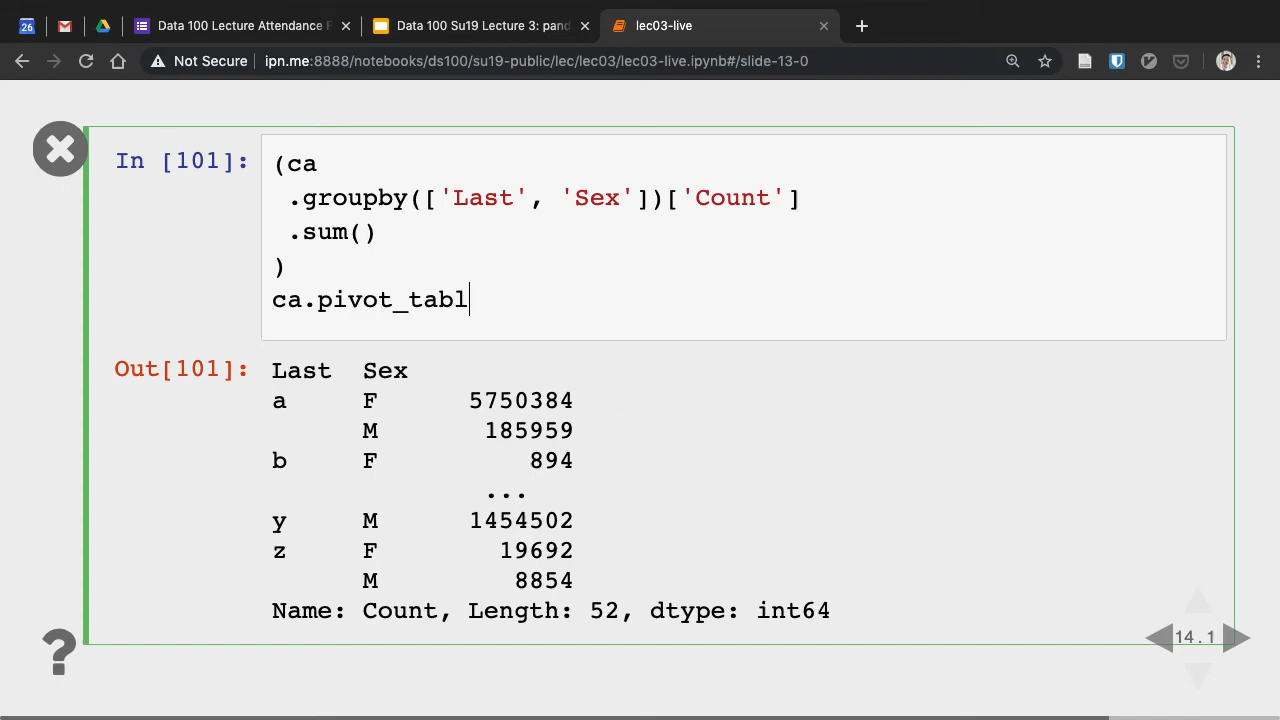 26
Data 100 Lecture Attendance F
Data 100 Su19 Lecture 3: pand
lec03-live
Not Secure
ipn.me:8888/notebooks/ds100/su19-public/lec/lec03/lec03-live.ipynb#/slide-13-0
In [101]:
(ca
.groupby(['Last', 'Sex'])['Count']
.sum()
)
ca.pivot_tabl
Out[101]:
Last Sex
a F 5750384
M 185959
b F 894
...
y M 1454502
z F 19692
M 8854
Name: Count, Length: 52, dtype: int64
?
14.1